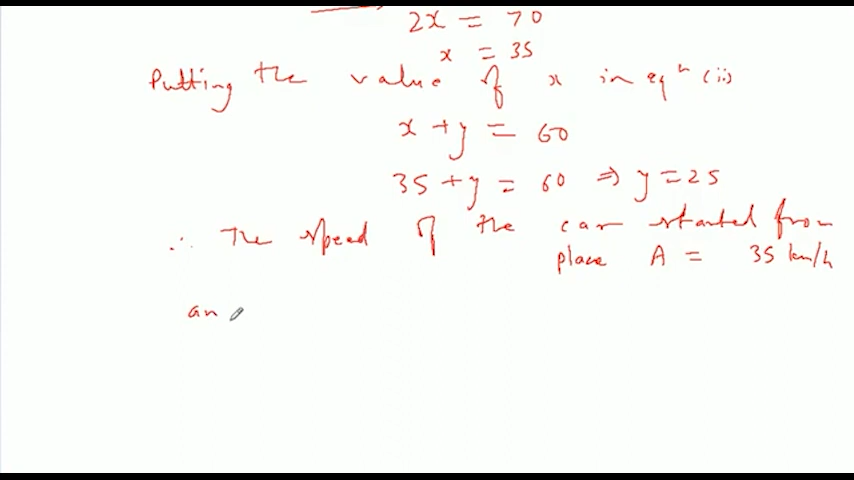 2x = 70
x = 35
Putting the value of x in eqⁿ (ii)
x + y = 60
35 + y = 60 ⇒ y = 25
∴ The speed of the car started from
place A = 35 km/h
an